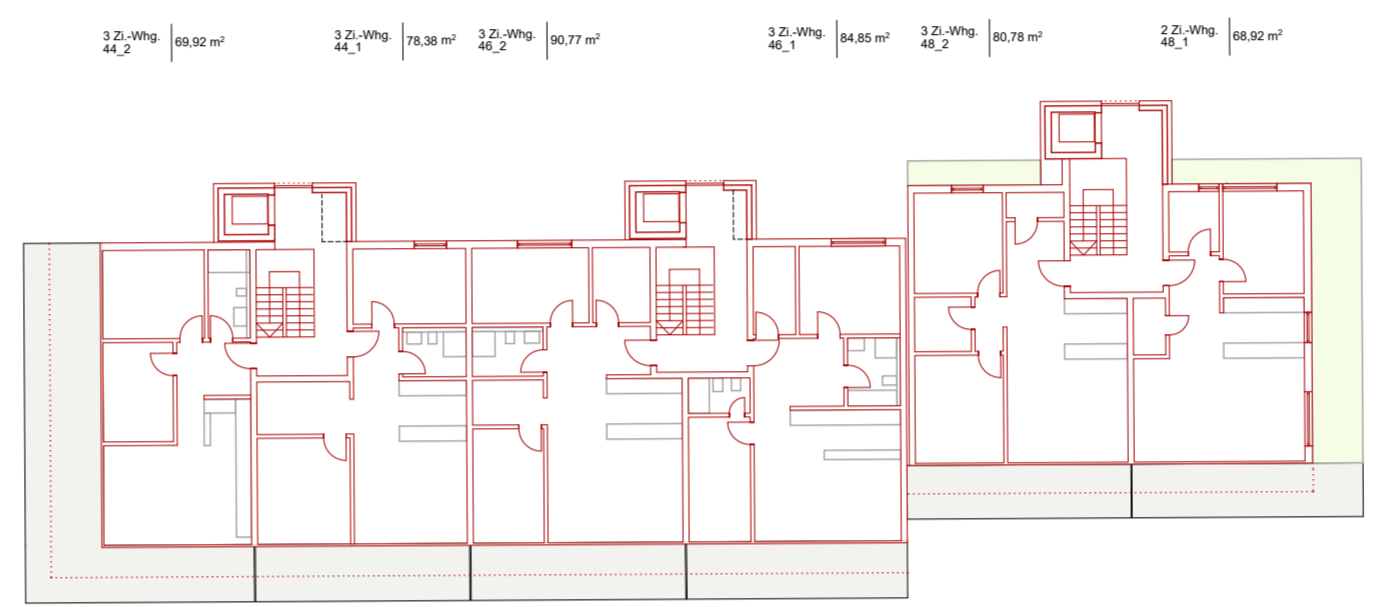 3 Zi.-Whg.
44_2
69,92 m²
3 Zi.-Whg.
44_1
78,38 m²
3 Zi.-Whg.
46_2
90,77 m²
3 Zi.-Whg.
46_1
84,85 m²
3 Zi.-Whg.
48_2
80,78 m²
2 Zi.-Whg.
48_1
68,92 m²